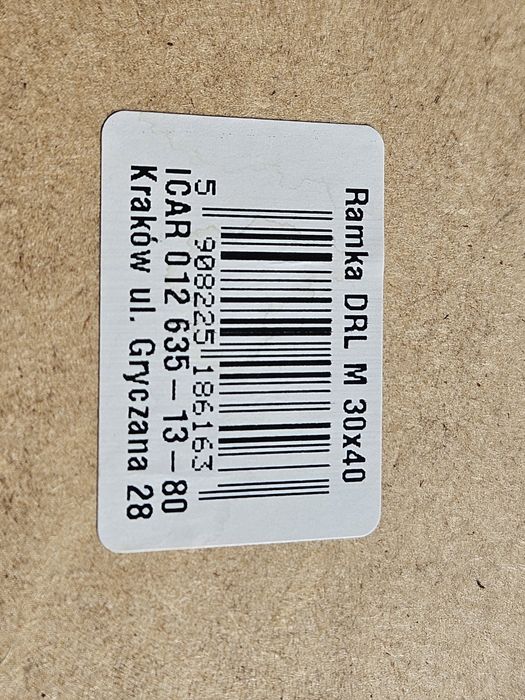 Ramka DRL M 30x40
5 908225 186163
ICAR 012 635-13-80
Kraków ul. Gryczana 28